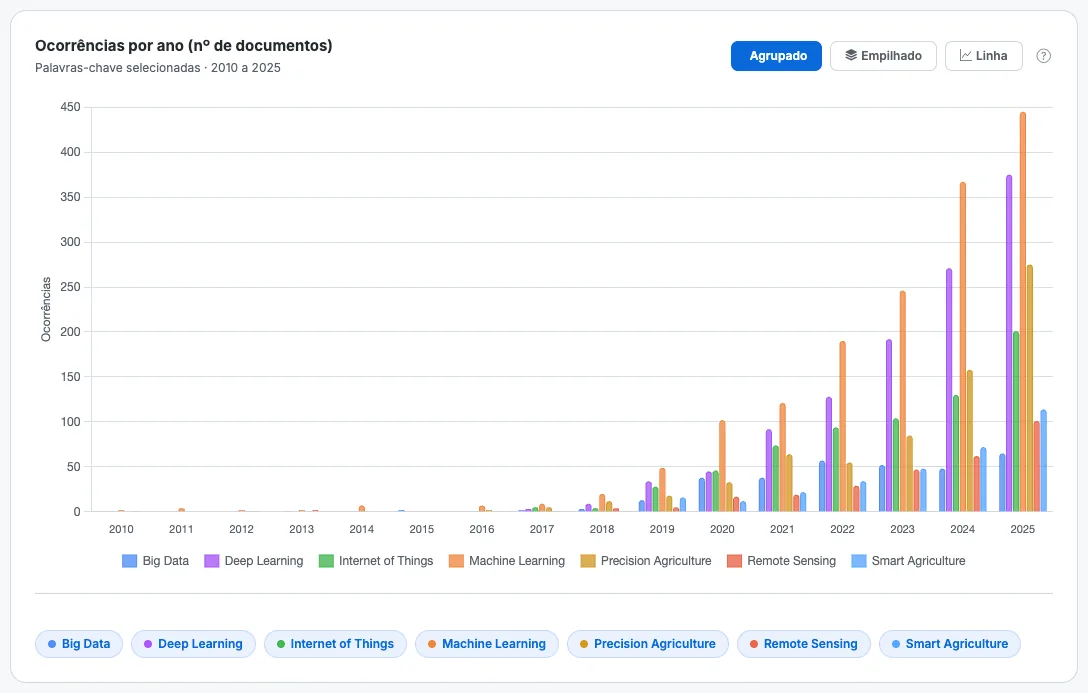 Ocorrências por ano (nº de documentos)
Palavras-chave selecionadas · 2010 a 2025
Agrupado
Empilhado
Linha
?
Ocorrências
450
400
350
300
250
200
150
100
50
0
2010 2011 2012 2013 2014 2015 2016 2017 2018 2019 2020 2021 2022 2023 2024 2025
Big Data Deep Learning Internet of Things Machine Learning Precision Agriculture Remote Sensing Smart Agriculture
Big Data Deep Learning Internet of Things Machine Learning Precision Agriculture Remote Sensing Smart Agriculture